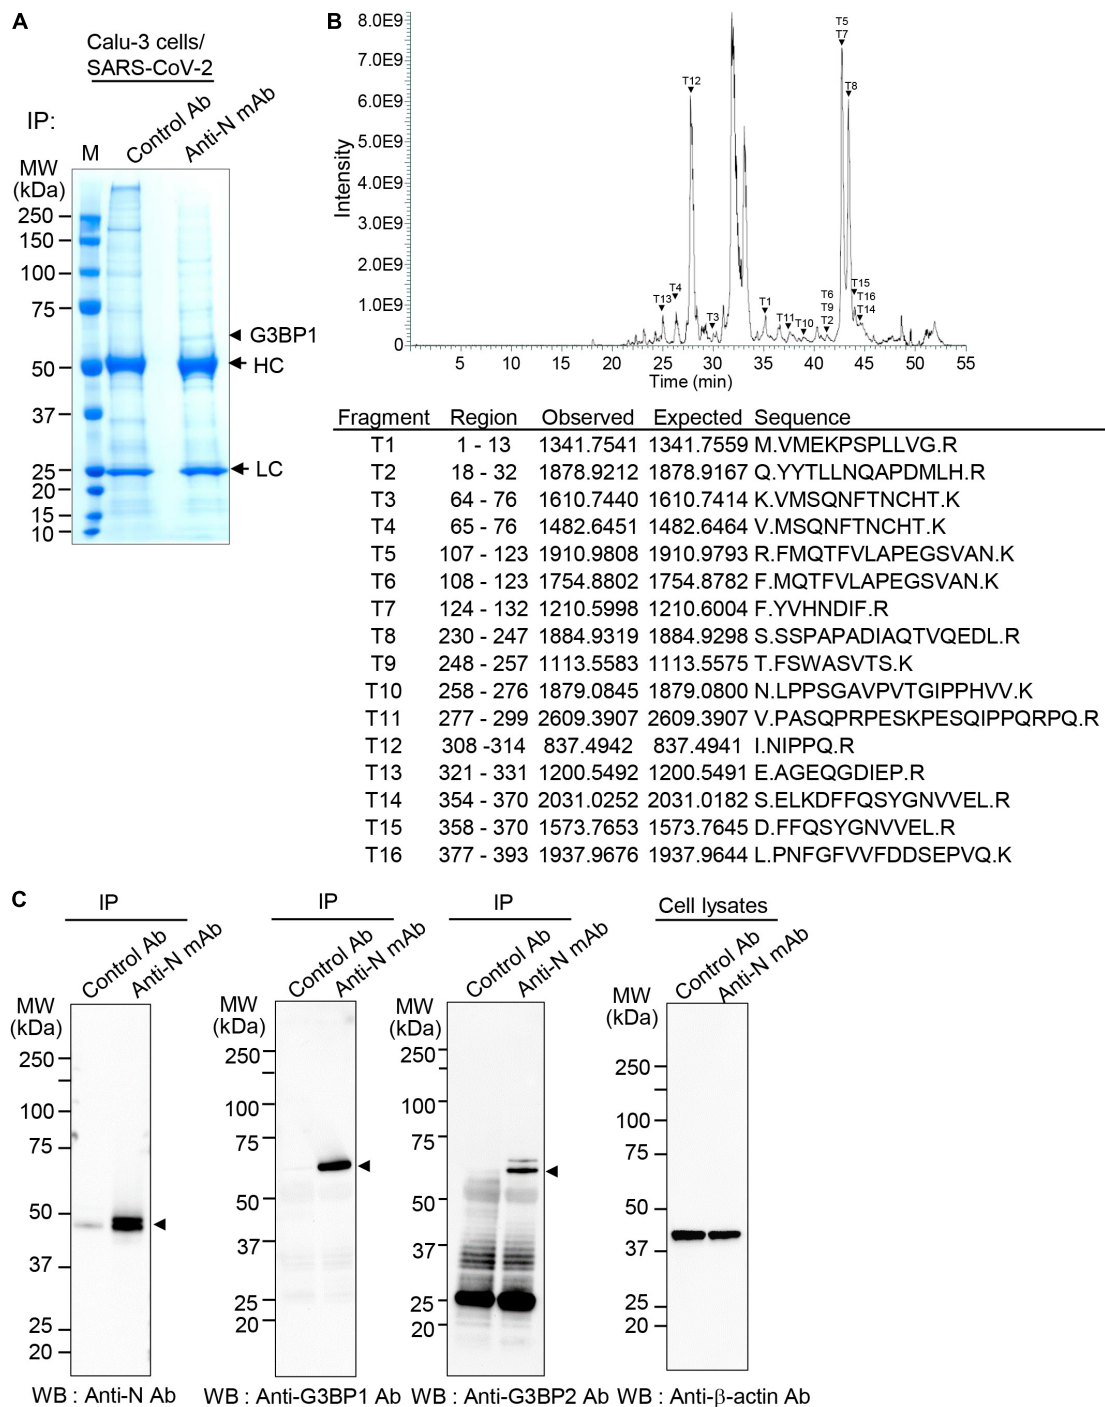 A
Calu-3 cells/
SARS-CoV-2
IP:
Control Ab
Anti-N mAb
M
MW
(kDa)
250
150
100
75
50
37
25
20
15
10
G3BP1
HC
LC
B
Intensity
8.0E9
7.0E9
6.0E9
5.0E9
4.0E9
3.0E9
2.0E9
1.0E9
0
T13
T4
T12
T3
T1
T11
T10
T6
T9
T2
T5
T7
T8
T15
T16
T14
5 10 15 20 25 30 35 40 45 50 55
Time (min)
Fragment Region Observed Expected Sequence
T1 1 - 13 1341.7541 1341.7559 M.VMEKPSPLLVG.R
T2 18 - 32 1878.9212 1878.9167 Q.YYTLLNQAPDMLH.R
T3 64 - 76 1610.7440 1610.7414 K.VMSQNFTNCHT.K
T4 65 - 76 1482.6451 1482.6464 V.MSQNFTNCHT.K
T5 107 - 123 1910.9808 1910.9793 R.FMQTFVLAPEGSVAN.K
T6 108 - 123 1754.8802 1754.8782 F.MQTFVLAPEGSVAN.K
T7 124 - 132 1210.5998 1210.6004 F.YVHNDIF.R
T8 230 - 247 1884.9319 1884.9298 S.SSPAPADIAQTVQEDL.R
T9 248 - 257 1113.5583 1113.5575 T.FSWASVTS.K
T10 258 - 276 1879.0845 1879.0800 N.LPPSGAVPVTGIPPHVV.K
T11 277 - 299 2609.3907 2609.3907 V.PASQPRPESKPESQIPPQRPQ.R
T12 308 -314 837.4942 837.4941 I.NIPPQ.R
T13 321 - 331 1200.5492 1200.5491 E.AGEQGDIEP.R
T14 354 - 370 2031.0252 2031.0182 S.ELKDFFQSYGNVVEL.R
T15 358 - 370 1573.7653 1573.7645 D.FFQSYGNVVEL.R
T16 377 - 393 1937.9676 1937.9644 L.PNFGFVVFDDSEPVQ.K
C
IP
Control Ab
Anti-N mAb
MW
(kDa)
250
100
75
50
37
25
20
WB : Anti-N Ab
IP
Control Ab
Anti-N mAb
MW
(kDa)
250
100
75
50
37
25
20
WB : Anti-G3BP1 Ab
IP
Control Ab
Anti-N mAb
MW
(kDa)
250
100
75
50
37
25
20
WB : Anti-G3BP2 Ab
Cell lysates
Control Ab
Anti-N mAb
MW
(kDa)
250
100
75
50
37
25
20
WB : Anti-β-actin Ab